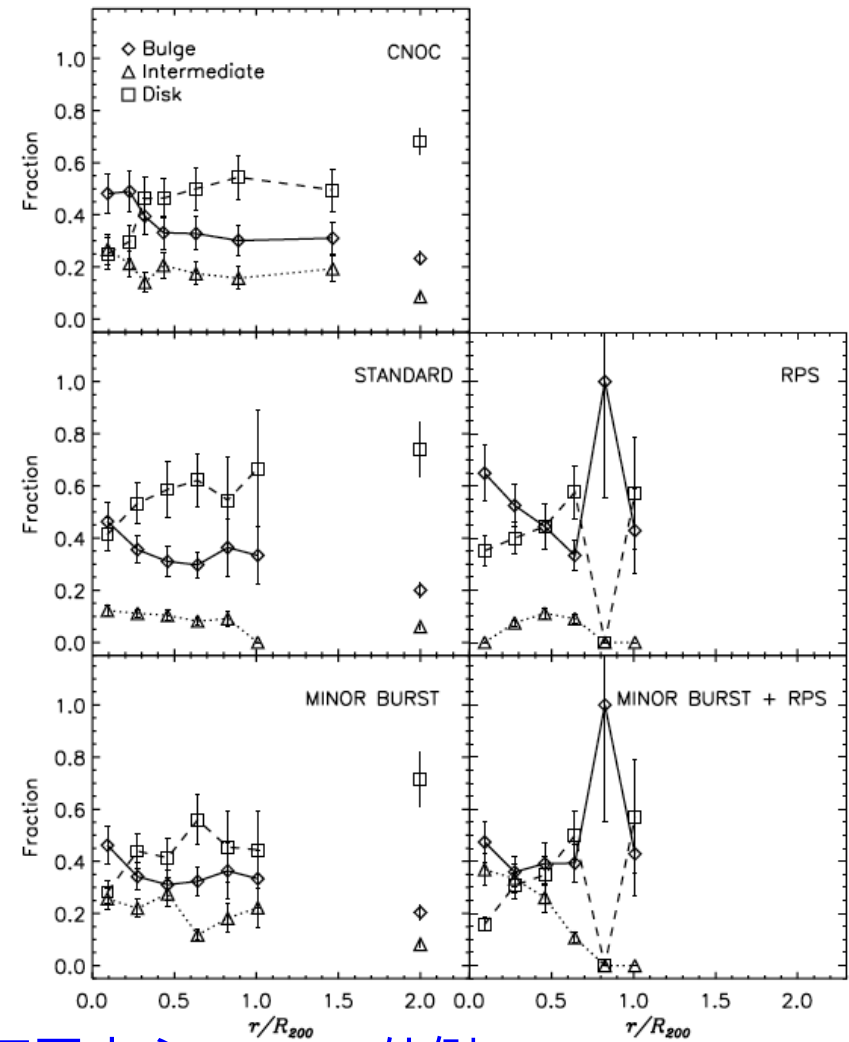 ◇ Bulge
△ Intermediate
□ Disk
CNOC
1.0
0.8
0.6
0.4
0.2
0.0
Fraction
STANDARD
1.0
0.8
0.6
0.4
0.2
0.0
Fraction
RPS
MINOR BURST
1.0
0.8
0.6
0.4
0.2
0.0
Fraction
MINOR BURST + RPS
0.0 0.5 1.0 1.5 2.0
r/R200
0.0 0.5 1.0 1.5 2.0
r/R200